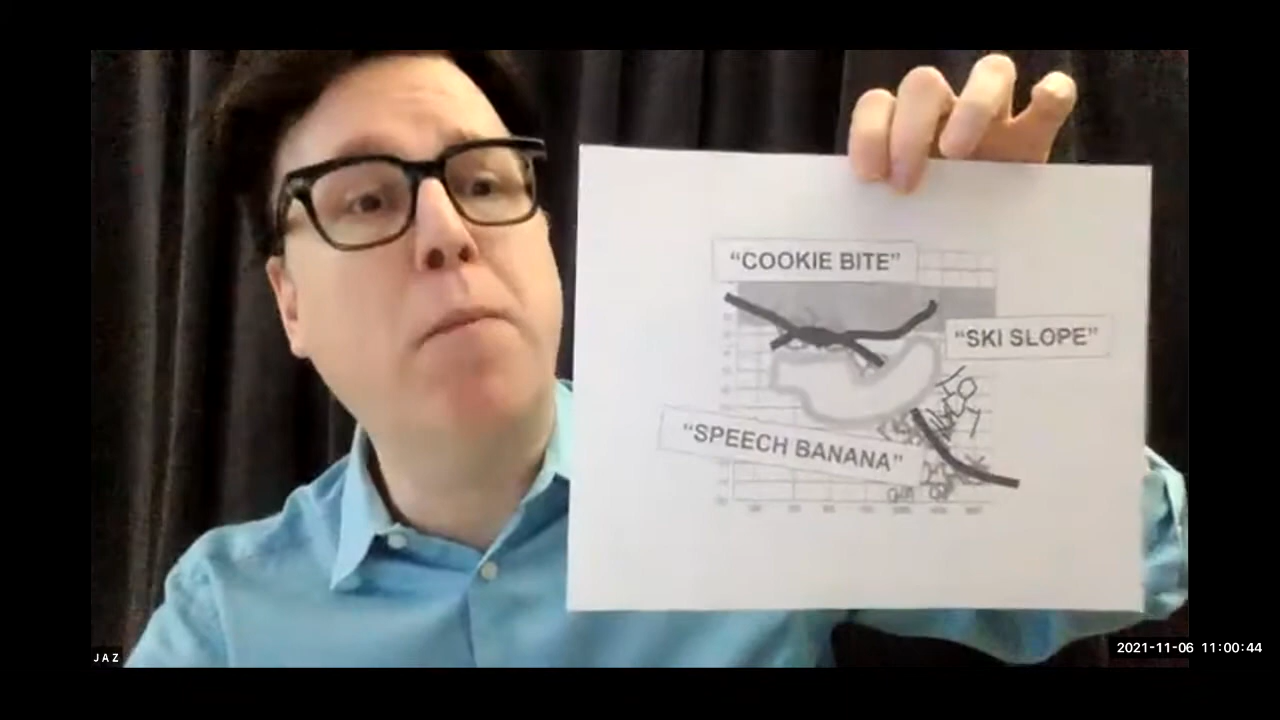 “COOKIE BITE”
“SKI SLOPE”
“SPEECH BANANA”
JAZ
2021-11-06 11:00:44